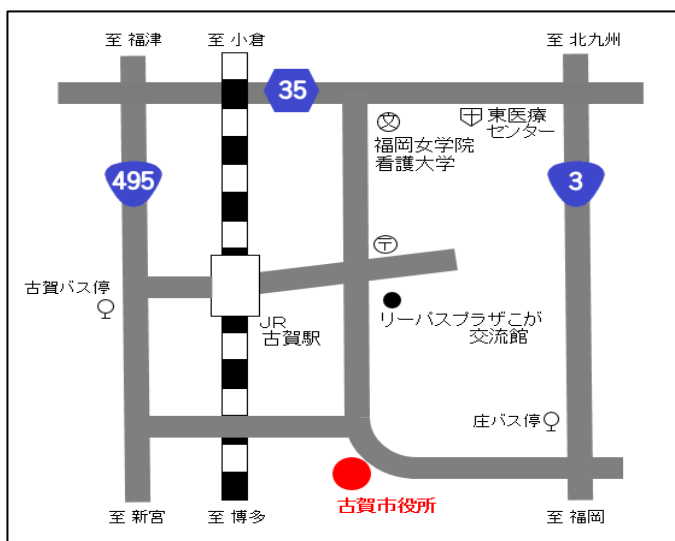 至 福津
至 小倉
至 北九州
35
東医療
センター
福岡女学院
看護大学
495
3
〒
古賀バス停
JR
古賀駅
リーパスプラザこが
交流館
庄バス停
古賀市役所
至 新宮
至 博多
至 福岡